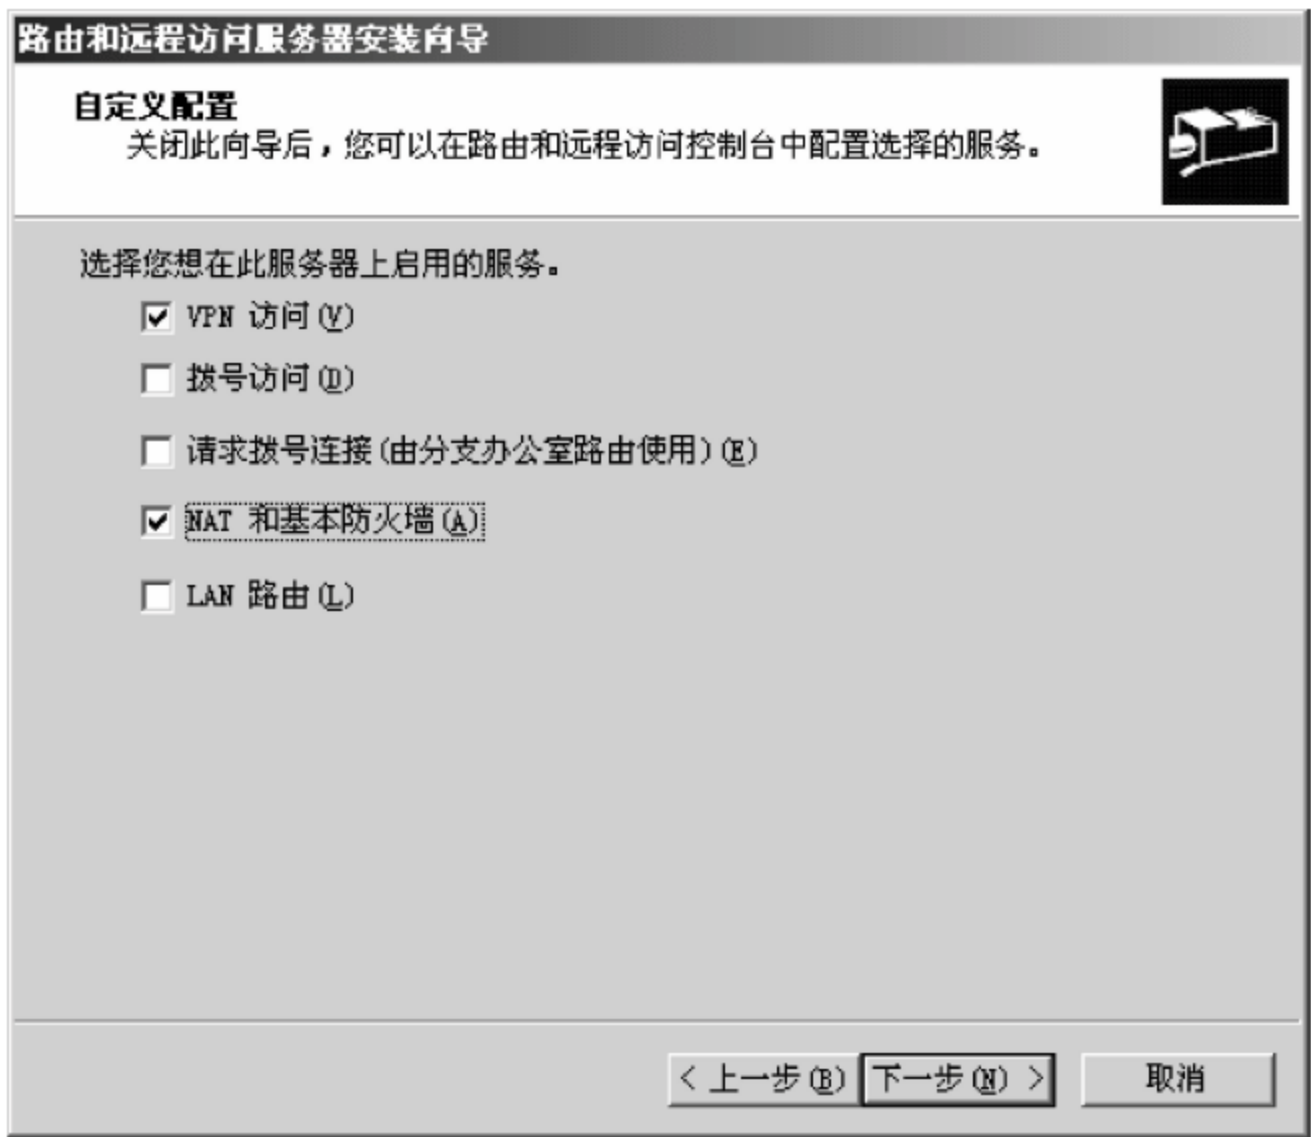 路由和远程访问服务器安装向导
自定义配置
关闭此向导后，您可以在路由和远程访问控制台中配置选择的服务。
选择您想在此服务器上启用的服务。
VPN 访问(V)
拨号访问(D)
请求拨号连接(由分支办公室路由使用)(E)
NAT 和基本防火墙(A)
LAN 路由(L)
< 上一步(B) 下一步(N) > 取消